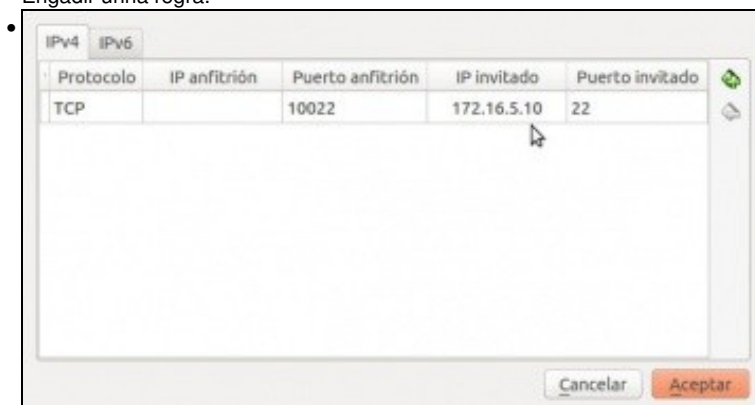 Engadir unha regra.
IPv4 IPv6
Protocolo IP anfitrión Puerto anfitrión IP invitado Puerto invitado
TCP 10022 172.16.5.10 22
Cancelar Aceptar